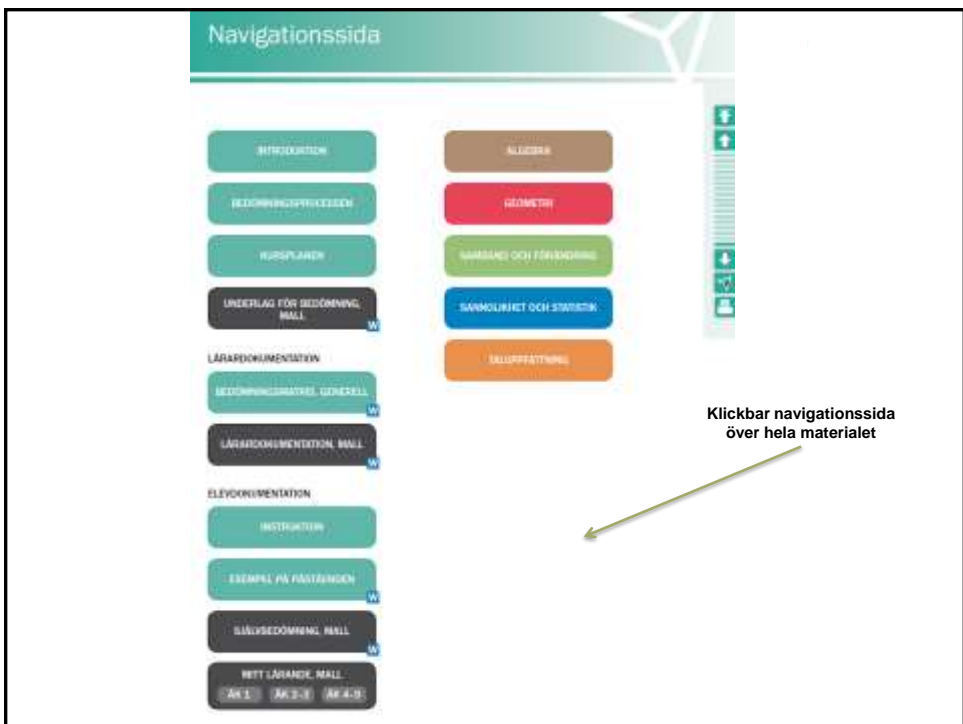 Navigationssida
INTRODUKTION
BEDÖMNINGSPROCESSEN
KURSPLANEN
UNDERLAG FÖR BEDÖMNING,
MALL
W
LÄRARDOKUMENTATION
BEDÖMNINGSMATRIS, GENERELL
W
LÄRARDOKUMENTATION, MALL
W
ELEVDOKUMENTATION
INSTRUKTION
EXEMPEL PÅ PÅSTÅENDEN
W
SJÄLVBEDÖMNING, MALL
W
MITT LÄRANDE, MALL
ÅK 1 ÅK 2-3 ÅK 4-9
ALGEBRA
GEOMETRI
SAMBAND OCH FÖRÄNDRING
SANNOLIKHET OCH STATISTIK
TALUPPFATTNING
Klickbar navigationssida
över hela materialet